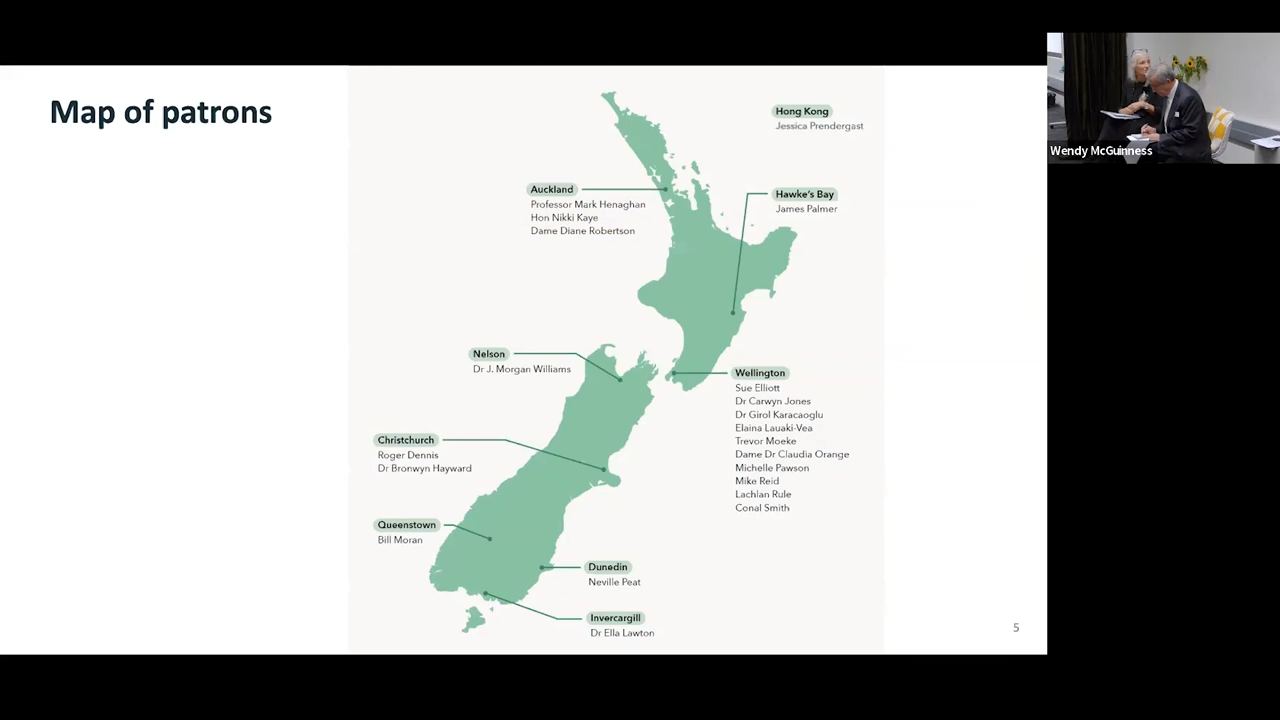 Map of patrons
Hong Kong
Jessica Prendergast
Auckland
Professor Mark Henaghan
Hon Nikki Kaye
Dame Diane Robertson
Hawke's Bay
James Palmer
Nelson
Dr J. Morgan Williams
Wellington
Sue Elliott
Dr Carwyn Jones
Dr Girol Karacaoglu
Elaina Lauaki-Vea
Trevor Moeke
Dame Dr Claudia Orange
Michelle Pawson
Mike Reid
Lachlan Rule
Conal Smith
Christchurch
Roger Dennis
Dr Bronwyn Hayward
Queenstown
Bill Moran
Dunedin
Neville Peat
Invercargill
Dr Ella Lawton
5
Wendy McGuinness